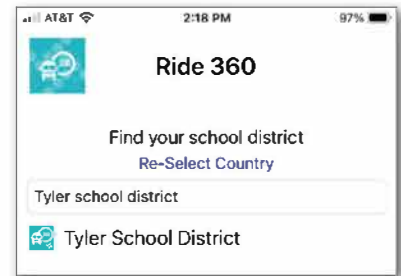 AT&T 2:18 PM 97%
Ride 360
Find your school district
Re-Select Country
Tyler school district
Tyler School District